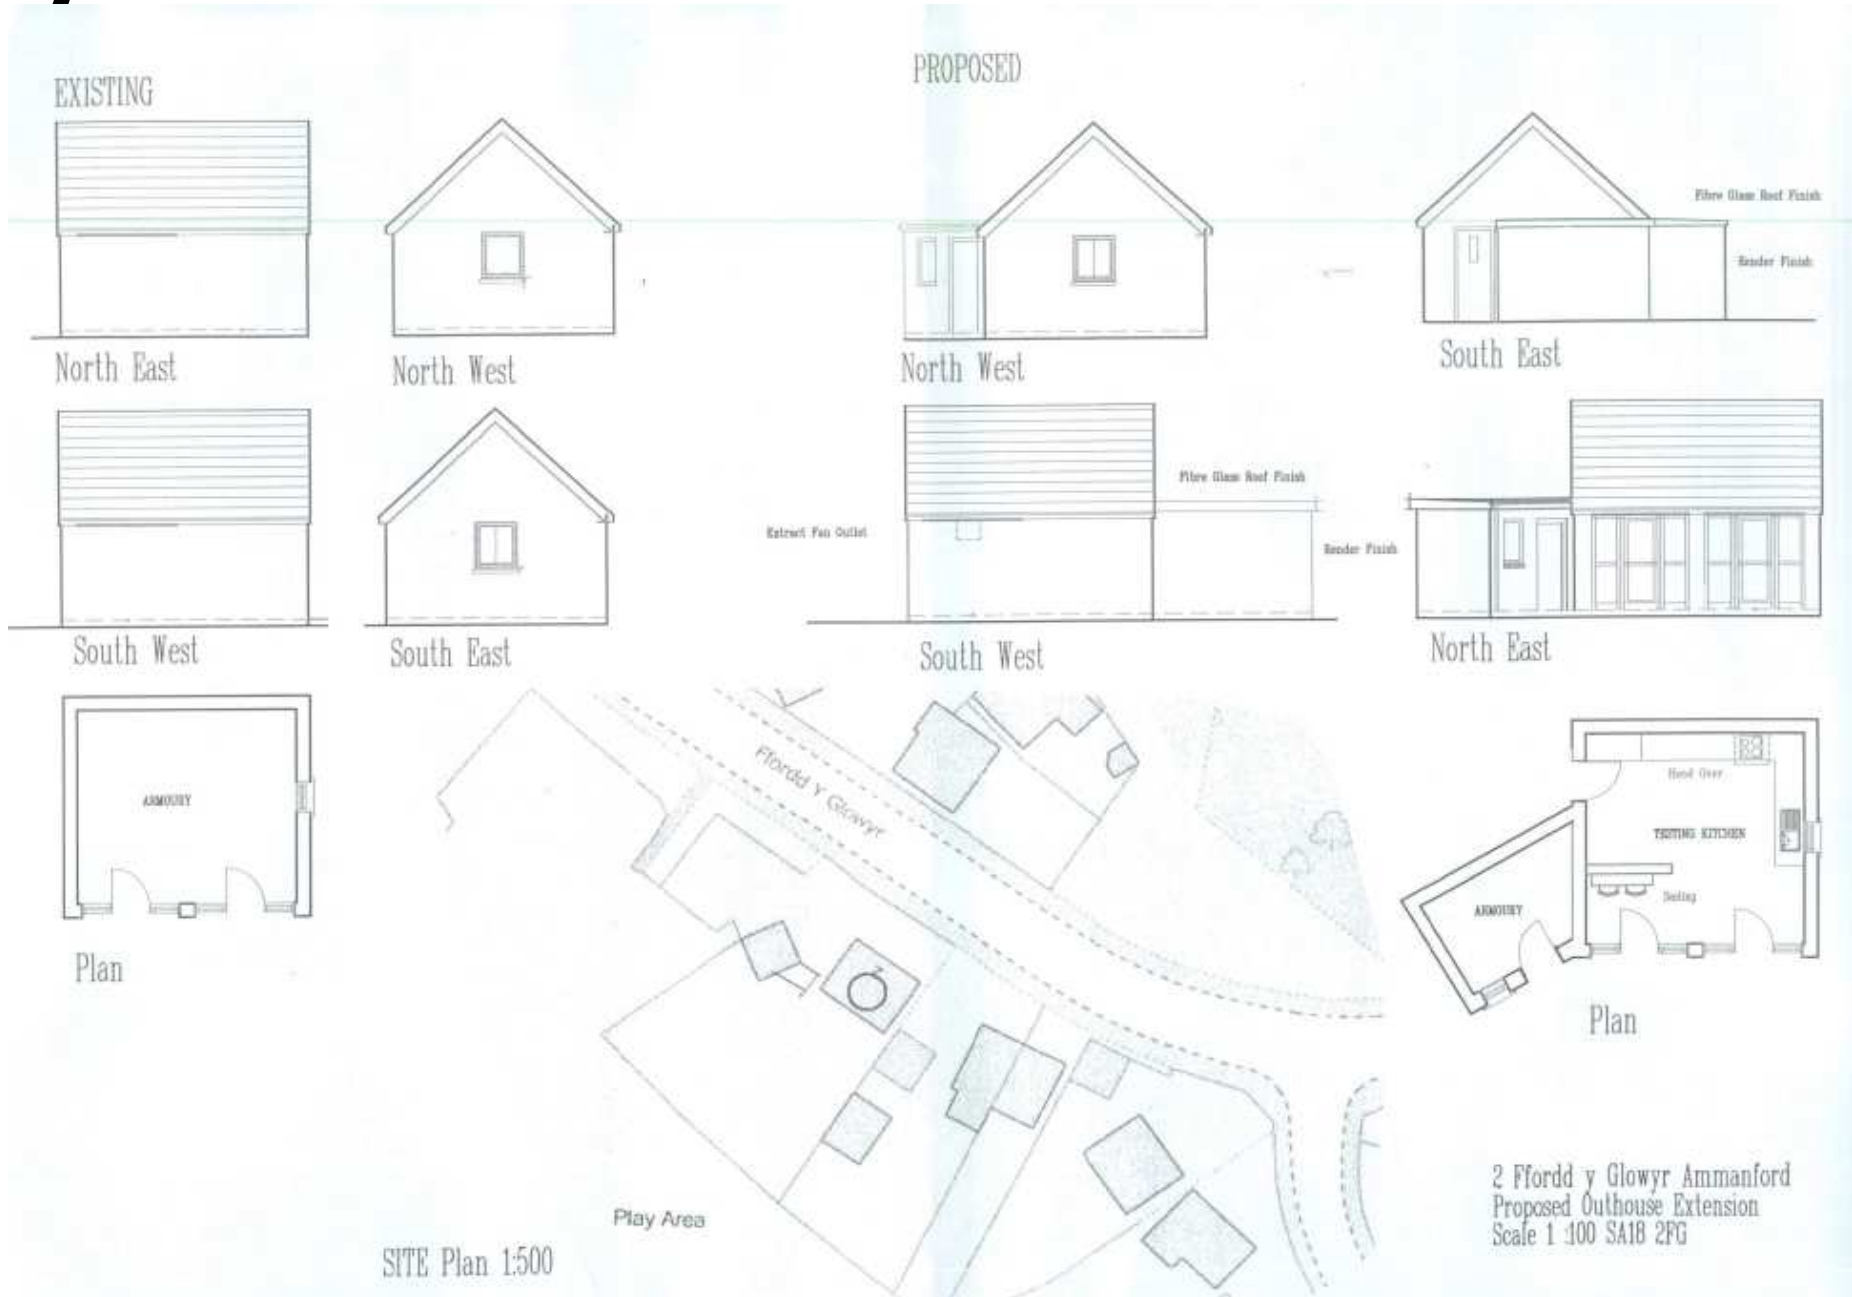 EXISTING
PROPOSED
Fibre Glass Roof Finish
Render Finish
North East
North West
North West
South East
Fibre Glass Roof Finish
Extract Fan Outlet
Render Finish
South West
South East
South West
North East
ARMOURY
Plan
Ffordd y Glowyr
Hood Over
TESTING KITCHEN
Seating
ARMOURY
Plan
Play Area
SITE Plan 1:500
2 Ffordd y Glowyr Ammanford
Proposed Outhouse Extension
Scale 1 :100 SA18 2FG